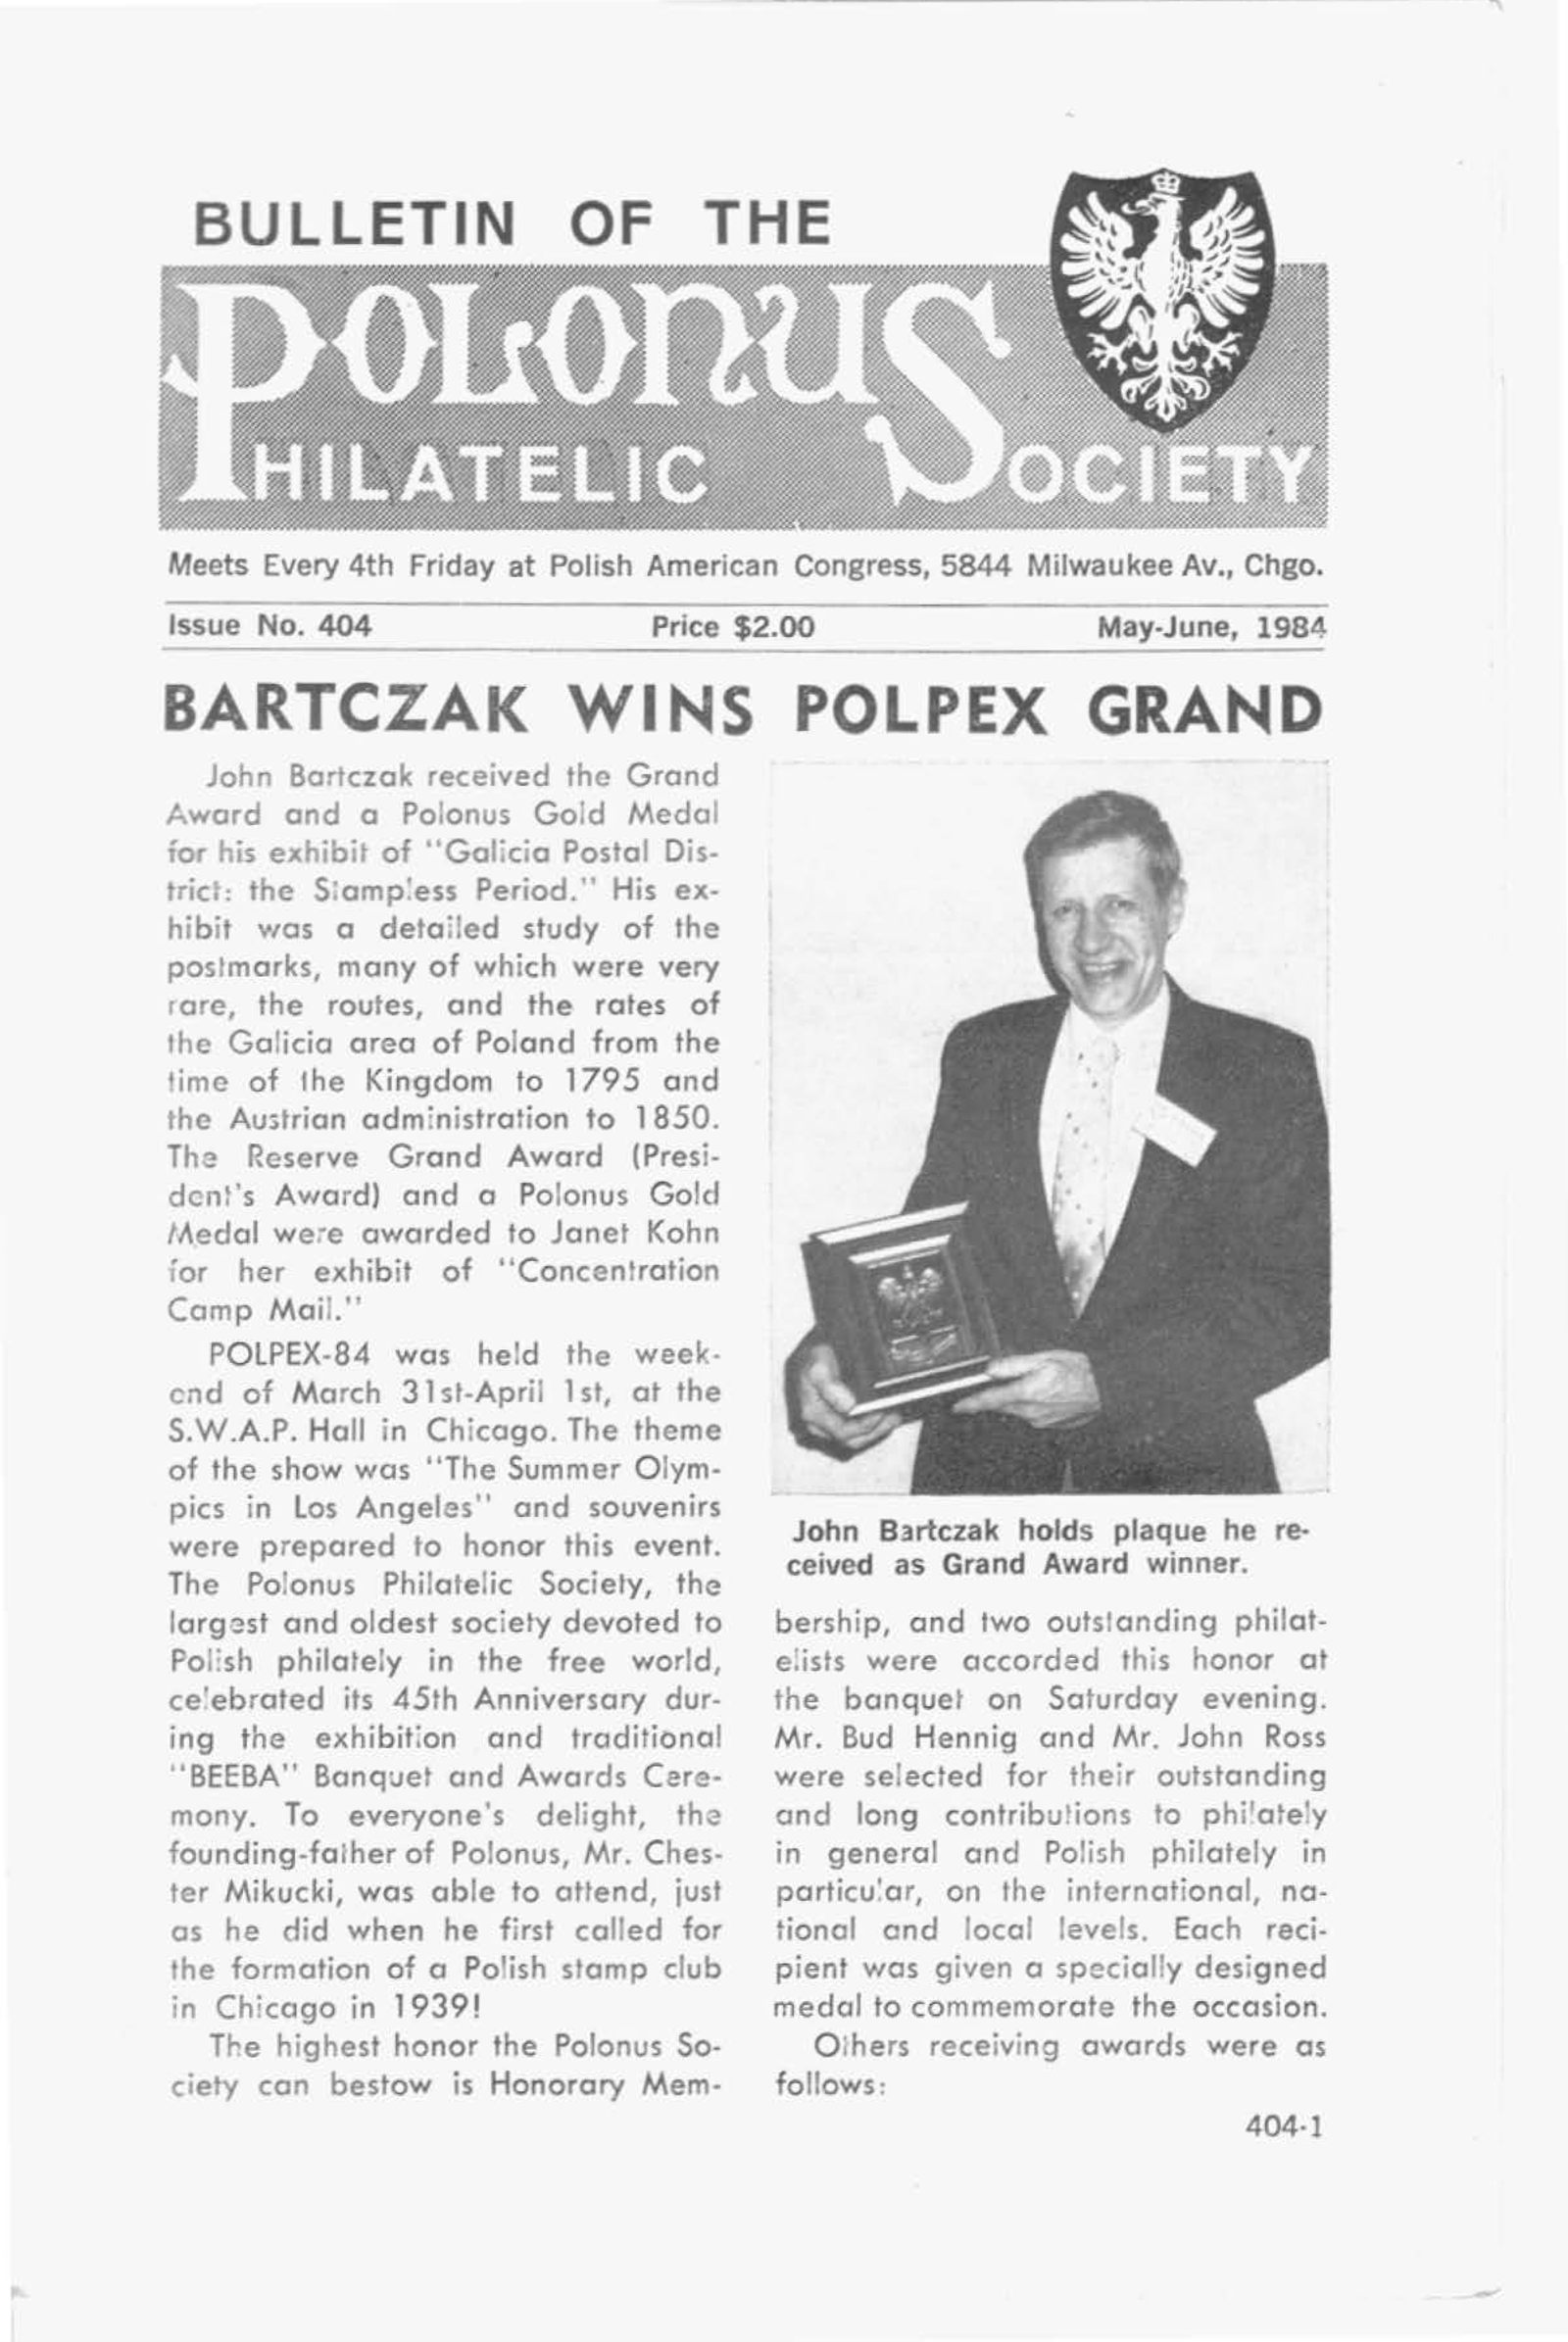 BULLETIN OF THE
POLONUS
PHILATELIC SOCIETY
Meets Every 4th Friday at Polish American Congress, 5844 Milwaukee Av., Chgo.
Issue No. 404 Price $2.00 May-June, 1984
BARTCZAK WINS POLPEX GRAND
John Bartczak received the Grand
Award and a Polonus Gold Medal
for his exhibit of "Galicia Postal Dis-
trict: the Stampless Period." His ex-
hibit was a detailed study of the
postmarks, many of which were very
rare, the routes, and the rates of
the Galicia area of Poland from the
time of the Kingdom to 1795 and
the Austrian administration to 1850.
The Reserve Grand Award (Presi-
dent's Award) and a Polonus Gold
Medal were awarded to Janet Kohn
for her exhibit of "Concentration
Camp Mail."
POLPEX-84 was held the week-
end of March 31st-April 1st, at the
S.W.A.P. Hall in Chicago. The theme
of the show was "The Summer Olym-
pics in Los Angeles" and souvenirs
were prepared to honor this event.
The Polonus Philatelic Society, the
largest and oldest society devoted to
Polish philately in the free world,
celebrated its 45th Anniversary dur-
ing the exhibition and traditional
"BEEBA" Banquet and Awards Cere-
mony. To everyone's delight, the
founding-father of Polonus, Mr. Ches-
ter Mikucki, was able to attend, just
as he did when he first called for
the formation of a Polish stamp club
in Chicago in 1939!
The highest honor the Polonus So-
ciety can bestow is Honorary Mem-
John Bartczak holds plaque he re-
ceived as Grand Award winner.
bership, and two outstanding philat-
elists were accorded this honor at
the banquet on Saturday evening.
Mr. Bud Hennig and Mr. John Ross
were selected for their outstanding
and long contributions to philately
in general and Polish philately in
particular, on the international, na-
tional and local levels. Each reci-
pient was given a specially designed
medal to commemorate the occasion.
Others receiving awards were as
follows:
404-1